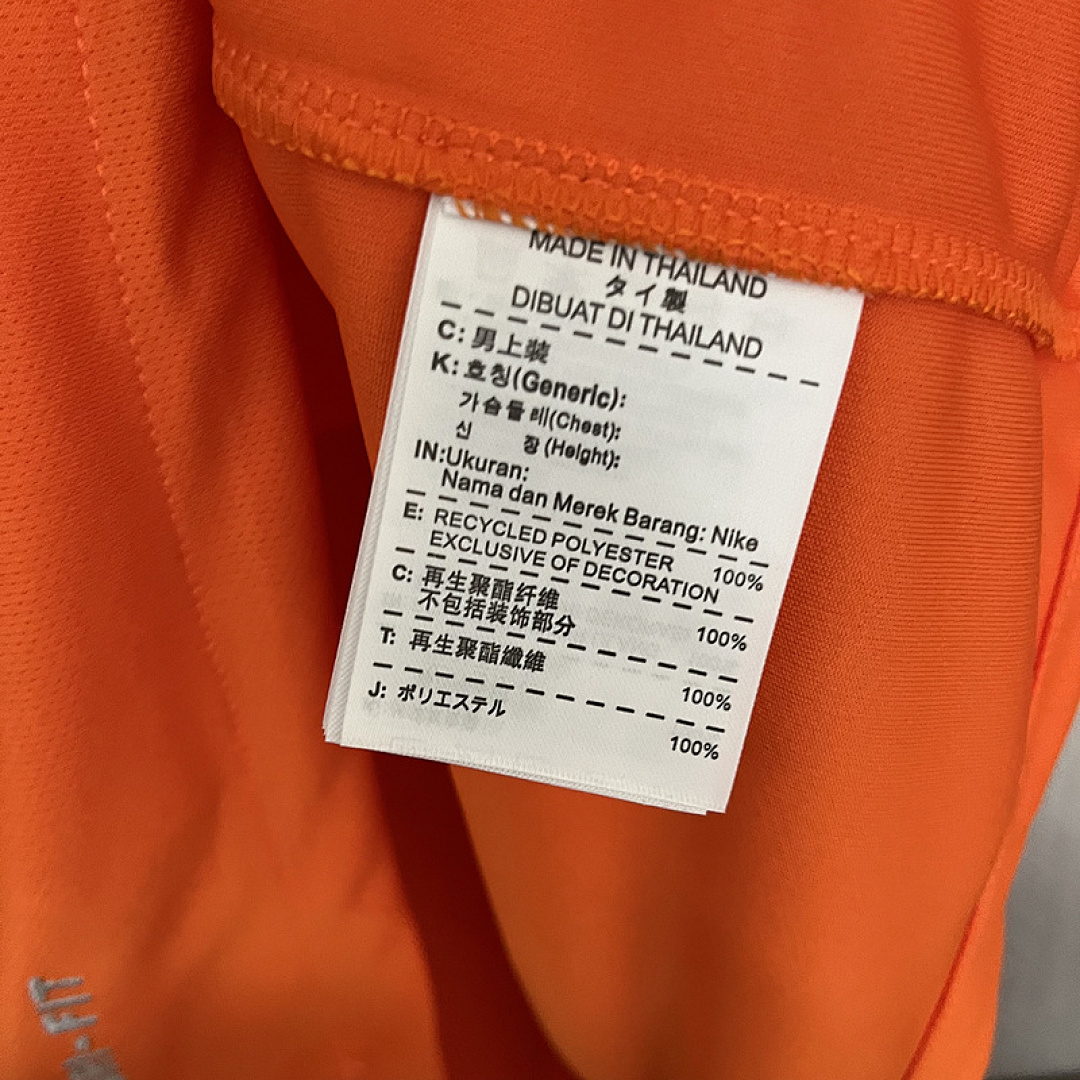 MADE IN THAILAND
タイ製
DIBUAT DI THAILAND
C: 男上装
K: 호칭(Generic):
가슴둘레(Chest):
신 장(Height):
IN:Ukuran:
Nama dan Merek Barang: Nike
E: RECYCLED POLYESTER 100%
EXCLUSIVE OF DECORATION
C: 再生聚酯纤维 100%
不包括装饰部分
T: 再生聚酯纖維 100%
J: ポリエステル 100%
FIT